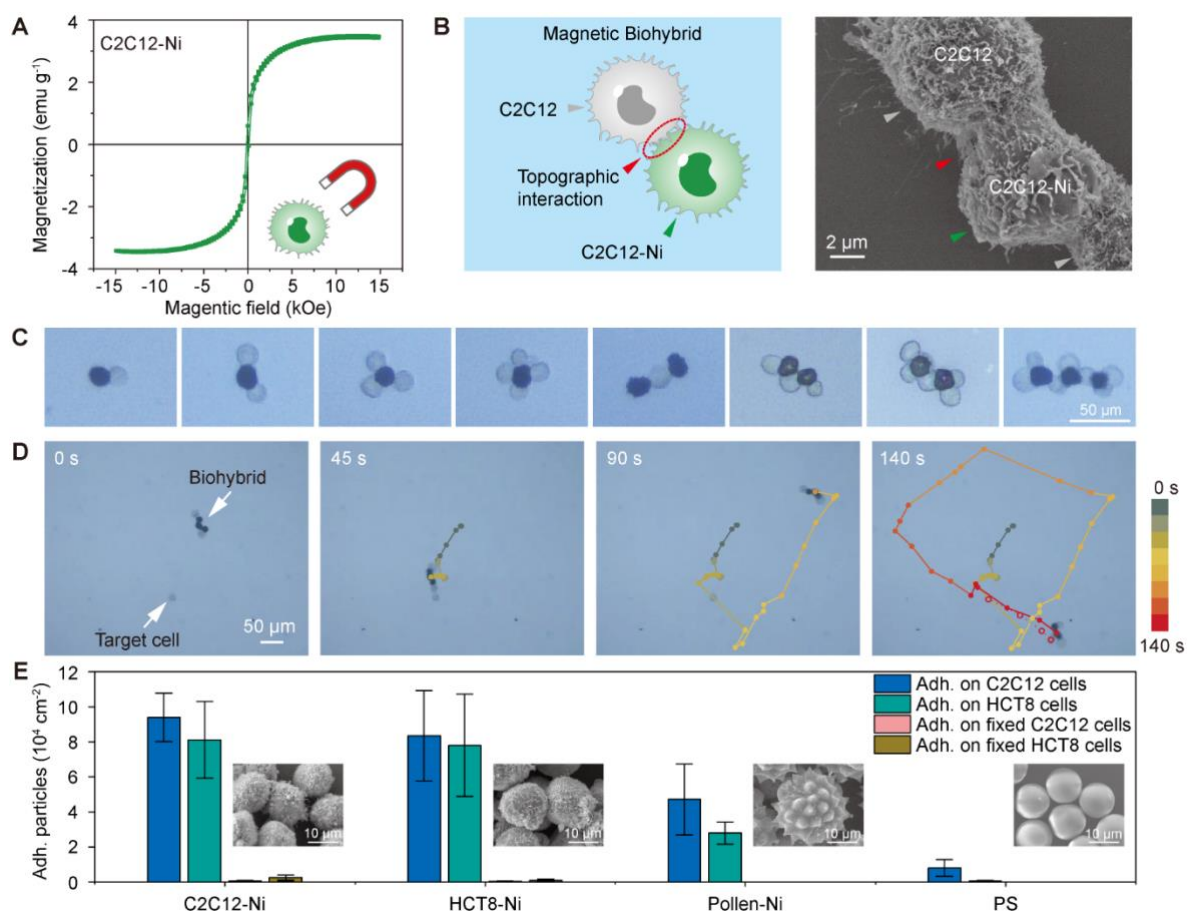 A
C2C12-Ni
Magnetization (emu g⁻¹)
4
2
0
-2
-4
-15 -10 -5 0 5 10 15
Magentic field (kOe)
B
Magnetic Biohybrid
C2C12
Topographic
interaction
C2C12-Ni
C2C12
C2C12-Ni
2 µm
C
50 µm
D
0 s
Biohybrid
Target cell
50 µm
45 s
90 s
140 s
0 s
140 s
E
Adh. particles (10⁴ cm⁻²)
12
10
8
6
4
2
0
Adh. on C2C12 cells
Adh. on HCT8 cells
Adh. on fixed C2C12 cells
Adh. on fixed HCT8 cells
10 µm
10 µm
10 µm
10 µm
C2C12-Ni HCT8-Ni Pollen-Ni PS